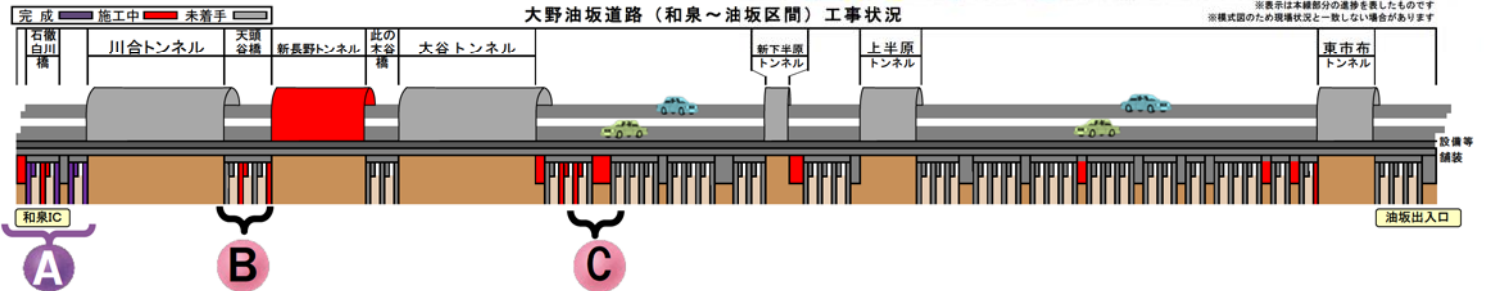 完 成 施工中 未着手
大野油坂道路（和泉～油坂区間）工事状況
※表示は本線部分の進捗を表したものです
※模式図のため現場状況と一致しない場合があります
石徹
白川
橋
川合トンネル
天頭
谷橋
新長野トンネル
此の
木谷
橋
大谷トンネル
新下半原
トンネル
上半原
トンネル
東市布
トンネル
設備等
舗装
和泉IC
油坂出入口
A
B
C